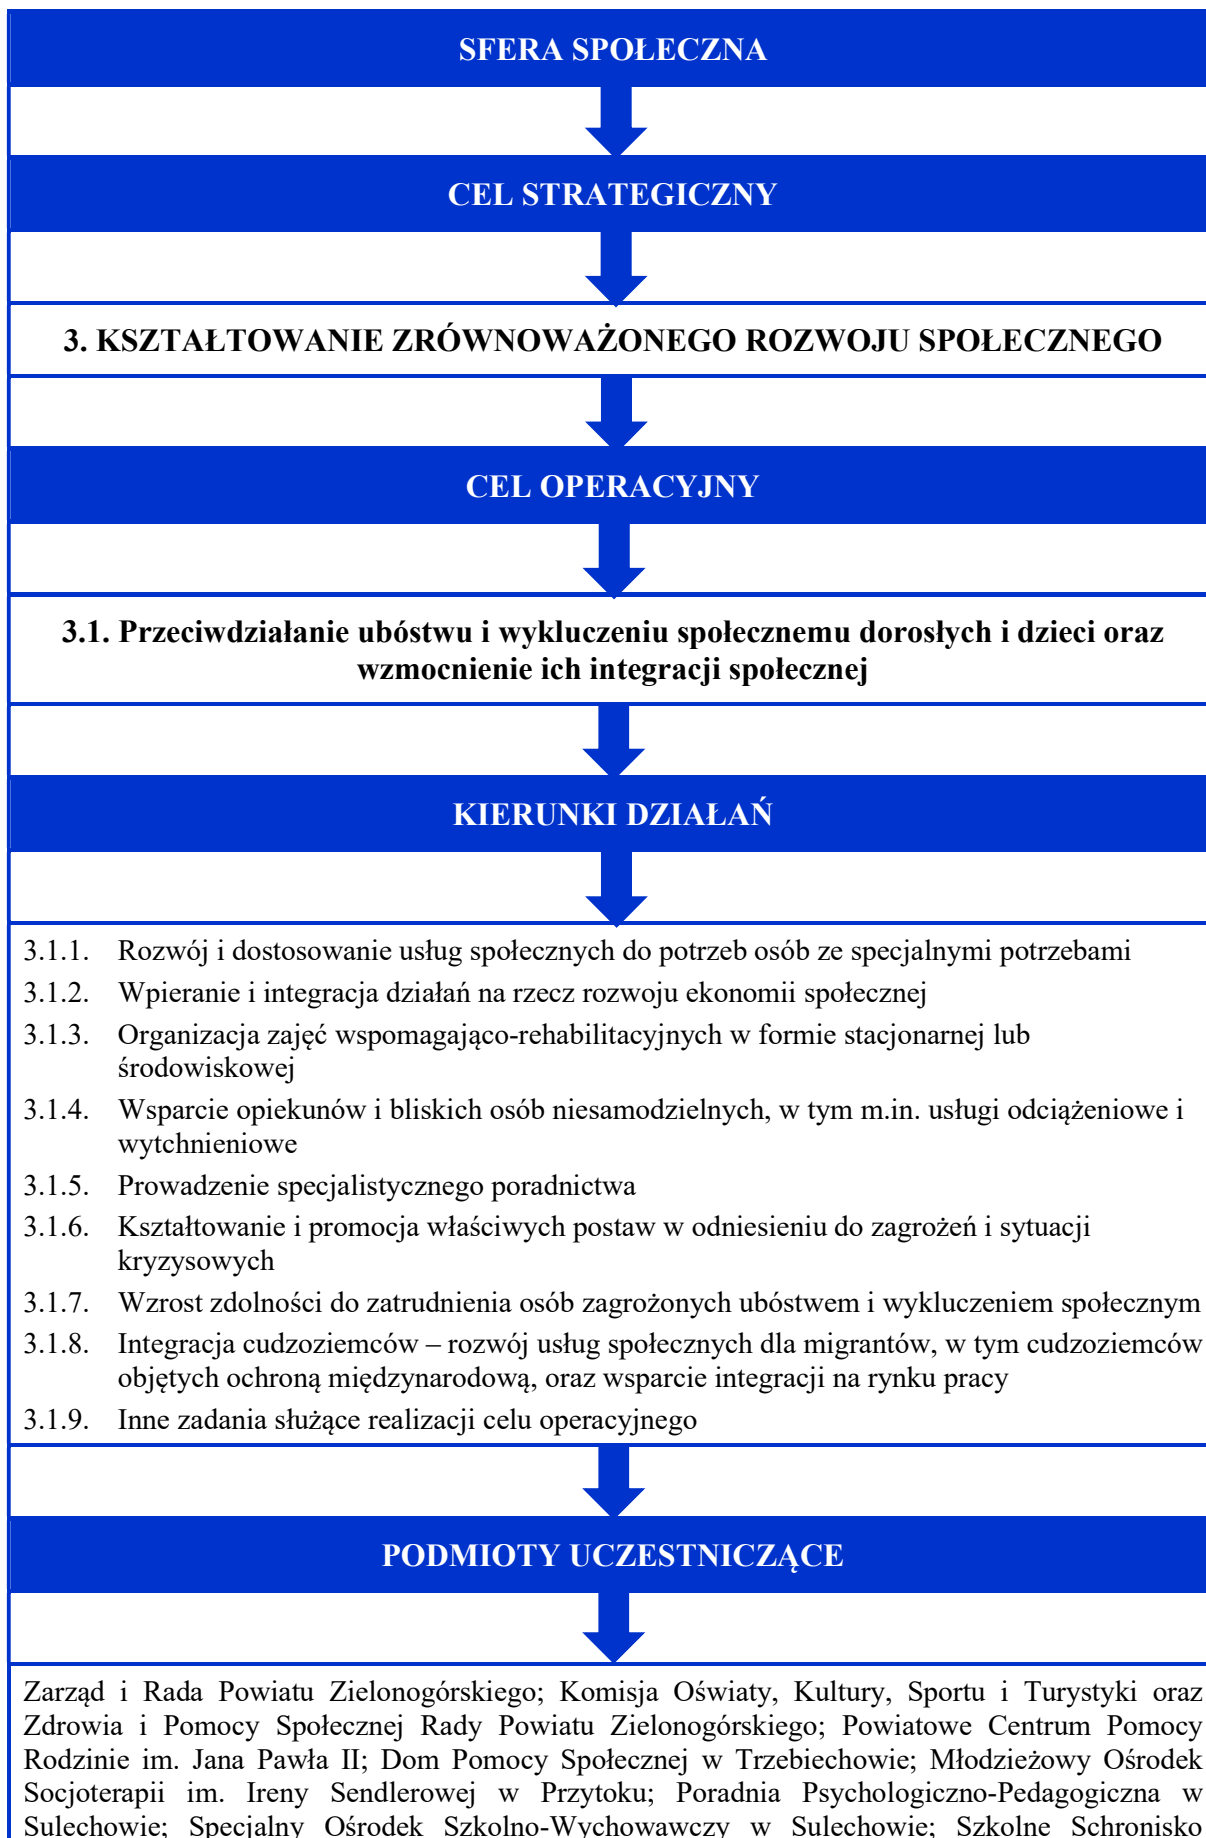 SFERA SPOŁECZNA
CEL STRATEGICZNY
3. KSZTAŁTOWANIE ZRÓWNOWAŻONEGO ROZWOJU SPOŁECZNEGO
CEL OPERACYJNY
3.1. Przeciwdziałanie ubóstwu i wykluczeniu społecznemu dorosłych i dzieci oraz
wzmocnienie ich integracji społecznej
KIERUNKI DZIAŁAŃ
3.1.1. Rozwój i dostosowanie usług społecznych do potrzeb osób ze specjalnymi potrzebami
3.1.2. Wpieranie i integracja działań na rzecz rozwoju ekonomii społecznej
3.1.3. Organizacja zajęć wspomagająco-rehabilitacyjnych w formie stacjonarnej lub
środowiskowej
3.1.4. Wsparcie opiekunów i bliskich osób niesamodzielnych, w tym m.in. usługi odciążeniowe i
wytchnieniowe
3.1.5. Prowadzenie specjalistycznego poradnictwa
3.1.6. Kształtowanie i promocja właściwych postaw w odniesieniu do zagrożeń i sytuacji
kryzysowych
3.1.7. Wzrost zdolności do zatrudnienia osób zagrożonych ubóstwem i wykluczeniem społecznym
3.1.8. Integracja cudzoziemców – rozwój usług społecznych dla migrantów, w tym cudzoziemców
objętych ochroną międzynarodową, oraz wsparcie integracji na rynku pracy
3.1.9. Inne zadania służące realizacji celu operacyjnego
PODMIOTY UCZESTNICZĄCE
Zarząd i Rada Powiatu Zielonogórskiego; Komisja Oświaty, Kultury, Sportu i Turystyki oraz
Zdrowia i Pomocy Społecznej Rady Powiatu Zielonogórskiego; Powiatowe Centrum Pomocy
Rodzinie im. Jana Pawła II; Dom Pomocy Społecznej w Trzebiechowie; Młodzieżowy Ośrodek
Socjoterapii im. Ireny Sendlerowej w Przytoku; Poradnia Psychologiczno-Pedagogiczna w
Sulechowie; Specjalny Ośrodek Szkolno-Wychowawczy w Sulechowie; Szkolne Schronisko